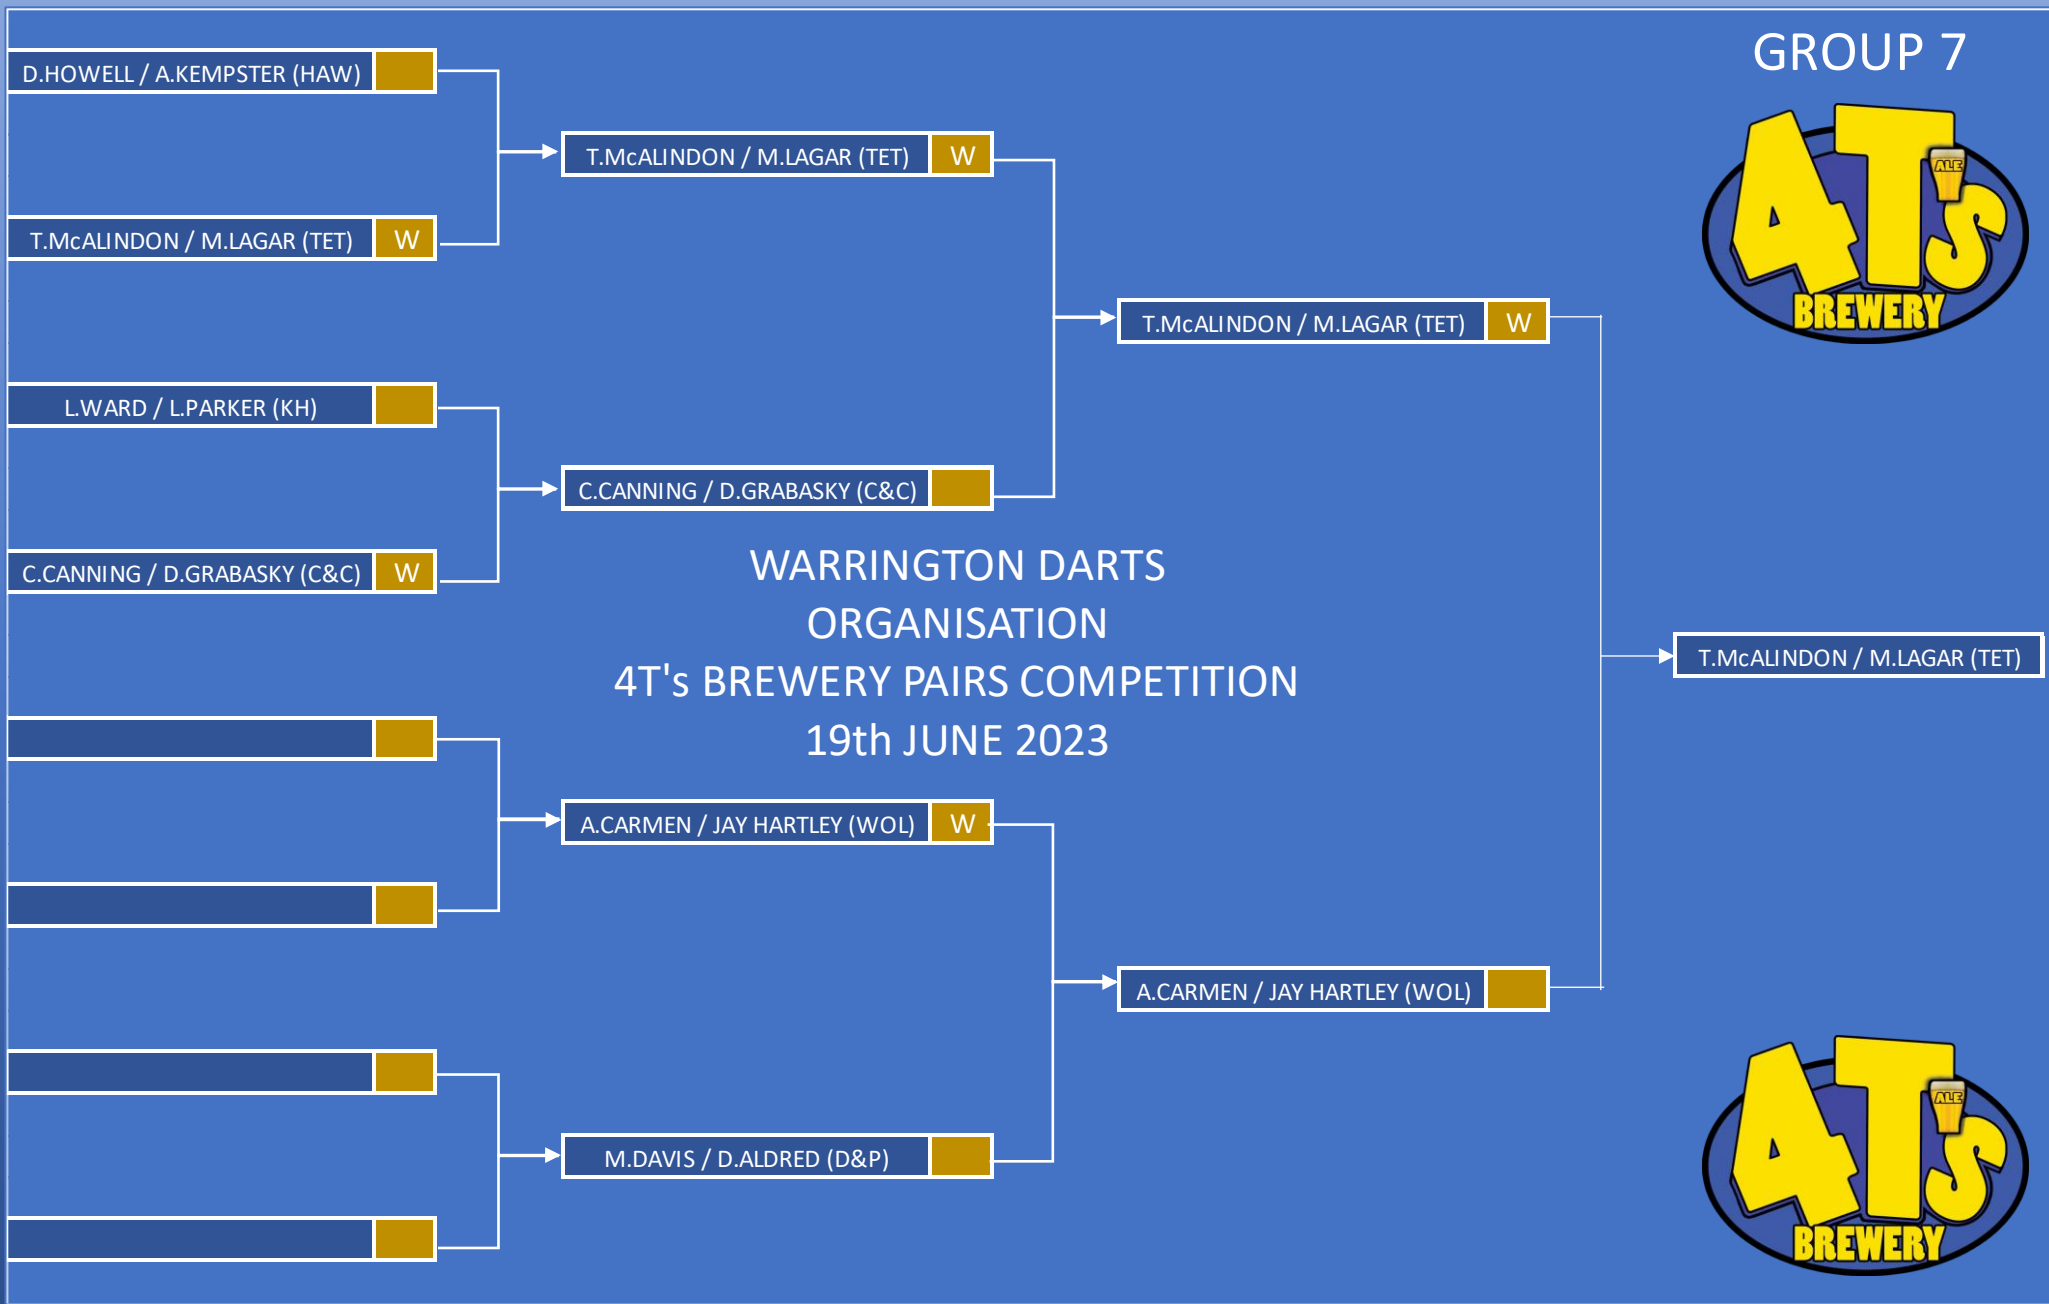 GROUP 7
D.HOWELL / A.KEMPSTER (HAW)
T.McALINDON / M.LAGAR (TET) W
T.McALINDON / M.LAGAR (TET) W
T.McALINDON / M.LAGAR (TET) W
L.WARD / L.PARKER (KH)
C.CANNING / D.GRABASKY (C&C)
C.CANNING / D.GRABASKY (C&C) W
WARRINGTON DARTS
ORGANISATION
4T's BREWERY PAIRS COMPETITION
19th JUNE 2023
T.McALINDON / M.LAGAR (TET)
A.CARMEN / JAY HARTLEY (WOL) W
A.CARMEN / JAY HARTLEY (WOL)
M.DAVIS / D.ALDRED (D&P)
4T's
ALE
BREWERY
4T's
ALE
BREWERY